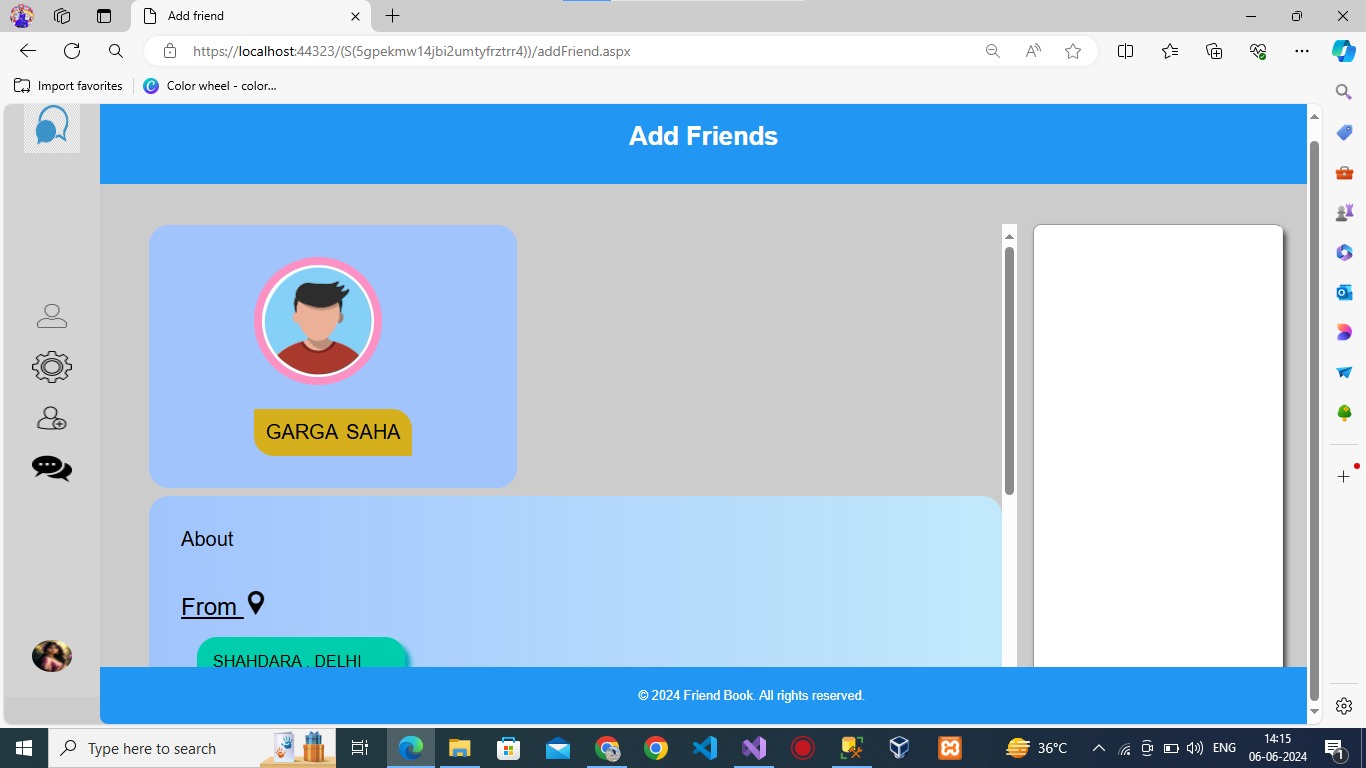 Add friend
https://localhost:44323/(S(5gpekmw14jbi2umtyfrztrr4))/addFriend.aspx
Import favorites
Color wheel - color...
Add Friends
GARGA SAHA
About
From
SHAHDARA , DELHI
© 2024 Friend Book. All rights reserved.
Type here to search
36°C
ENG
14:15
06-06-2024
1